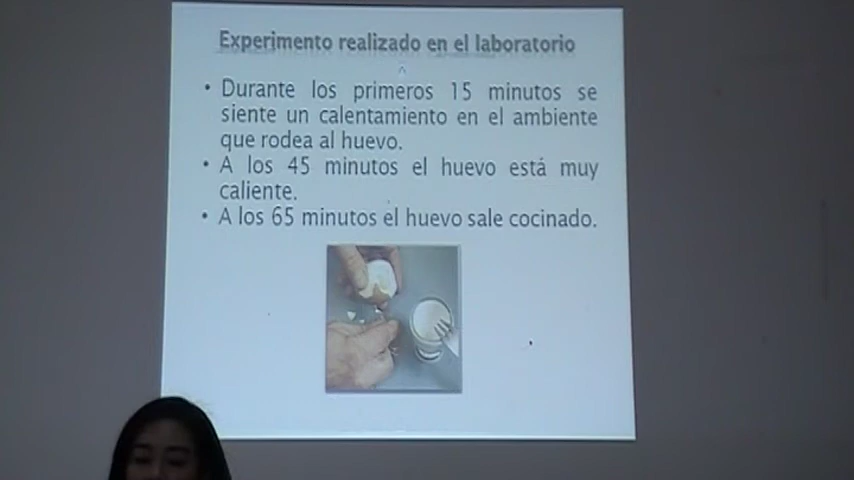 Experimento realizado en el laboratorio
• Durante los primeros 15 minutos se
siente un calentamiento en el ambiente
que rodea al huevo.
• A los 45 minutos el huevo está muy
caliente.
• A los 65 minutos el huevo sale cocinado.